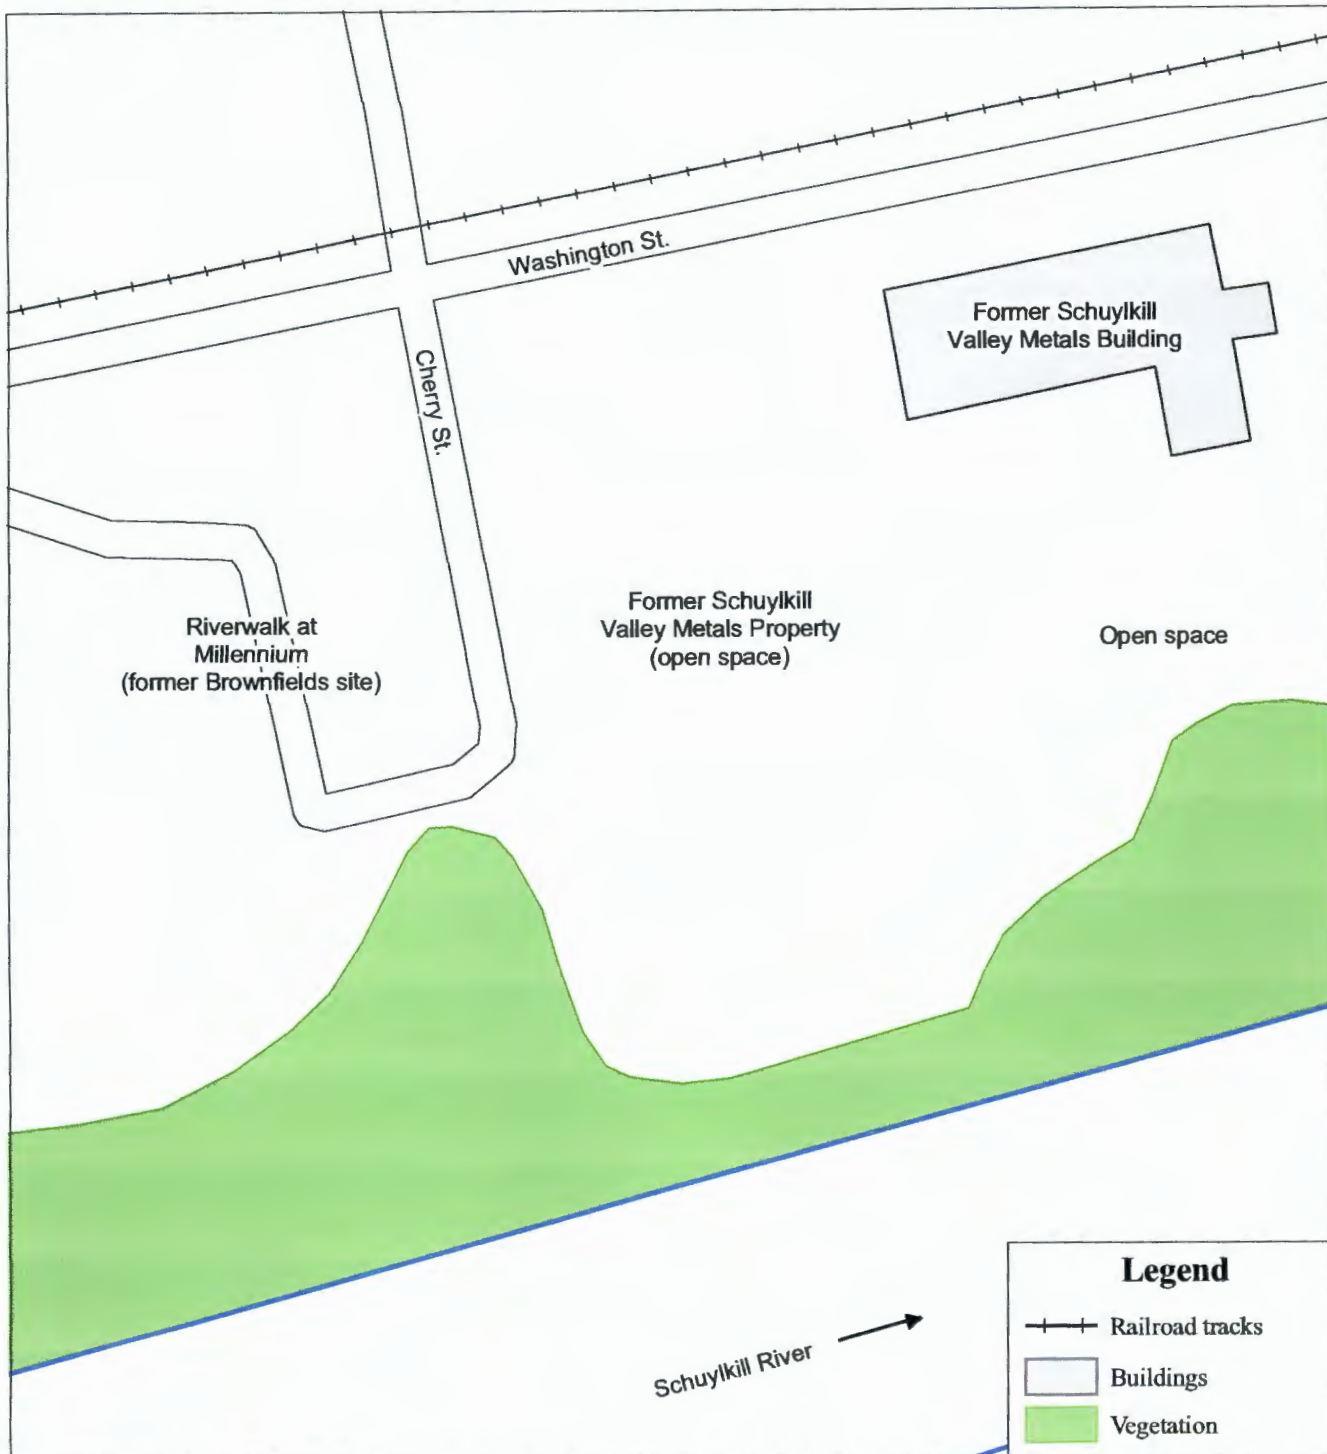 Washington St.
Former Schuylkill
Valley Metals Building
Cherry St.
Former Schuylkill
Valley Metals Property
(open space)
Riverwalk at
Millennium
(former Brownfields site)
Open space
Schuylkill River
Legend
Railroad tracks
Buildings
Vegetation